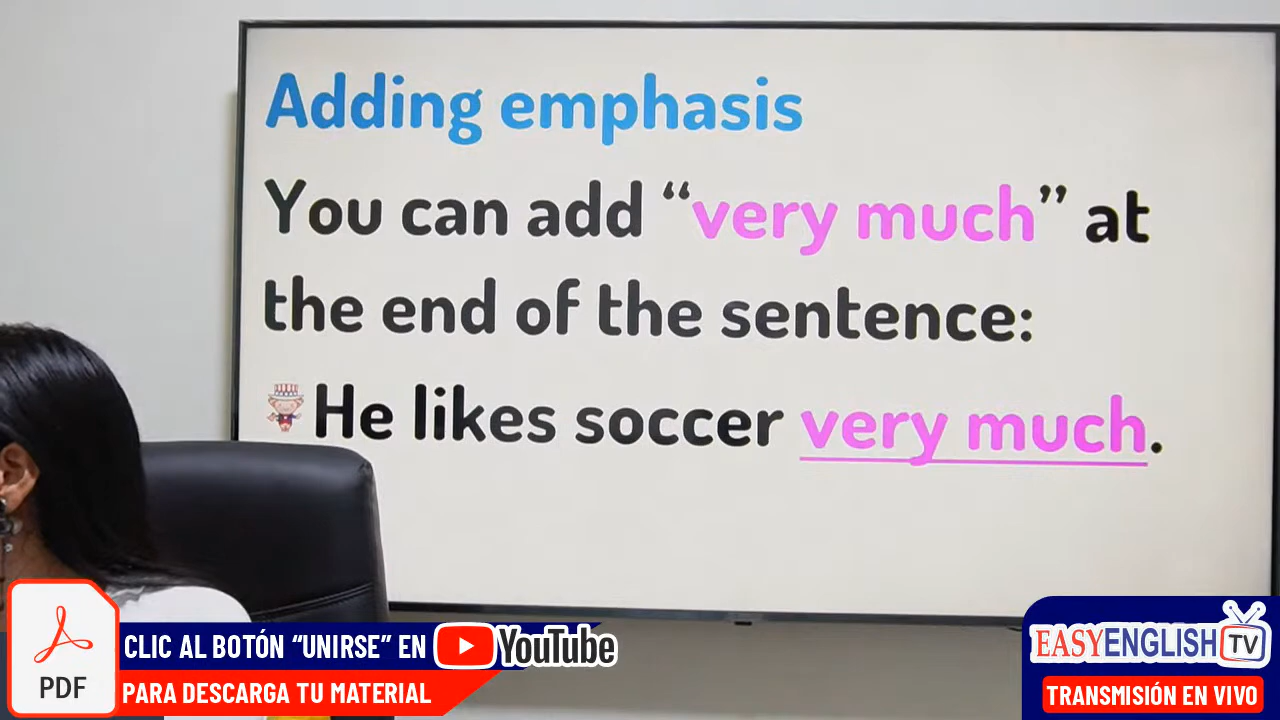 Adding emphasis
You can add “very much” at
the end of the sentence:
He likes soccer very much.
PDF
CLIC AL BOTÓN “UNIRSE” EN YouTube
PARA DESCARGA TU MATERIAL
EASYENGLISH TV
TRANSMISIÓN EN VIVO